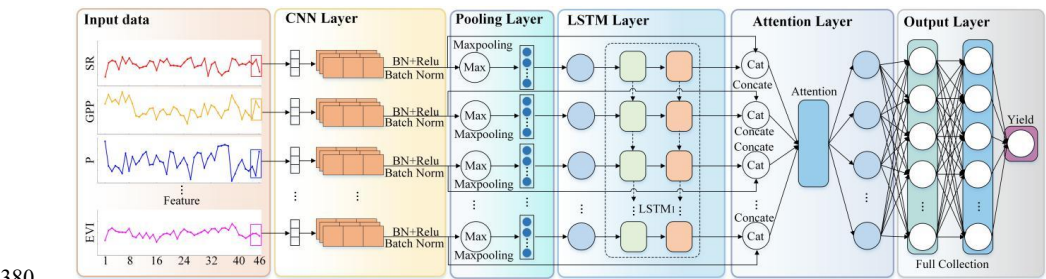 Input data
CNN Layer
Pooling Layer
LSTM Layer
Attention Layer
Output Layer
SR
BN+Relu
Batch Norm
Maxpooling
Max
Cat
Concate
GPP
BN+Relu
Batch Norm
Max
Maxpooling
Cat
Concate
Attention
Yield
P
BN+Relu
Batch Norm
Max
Maxpooling
Concate
Cat
Feature
EVI
BN+Relu
Batch Norm
Max
LSTM
Concate
Cat
1 8 16 24 32 40 46
Full Collection
380